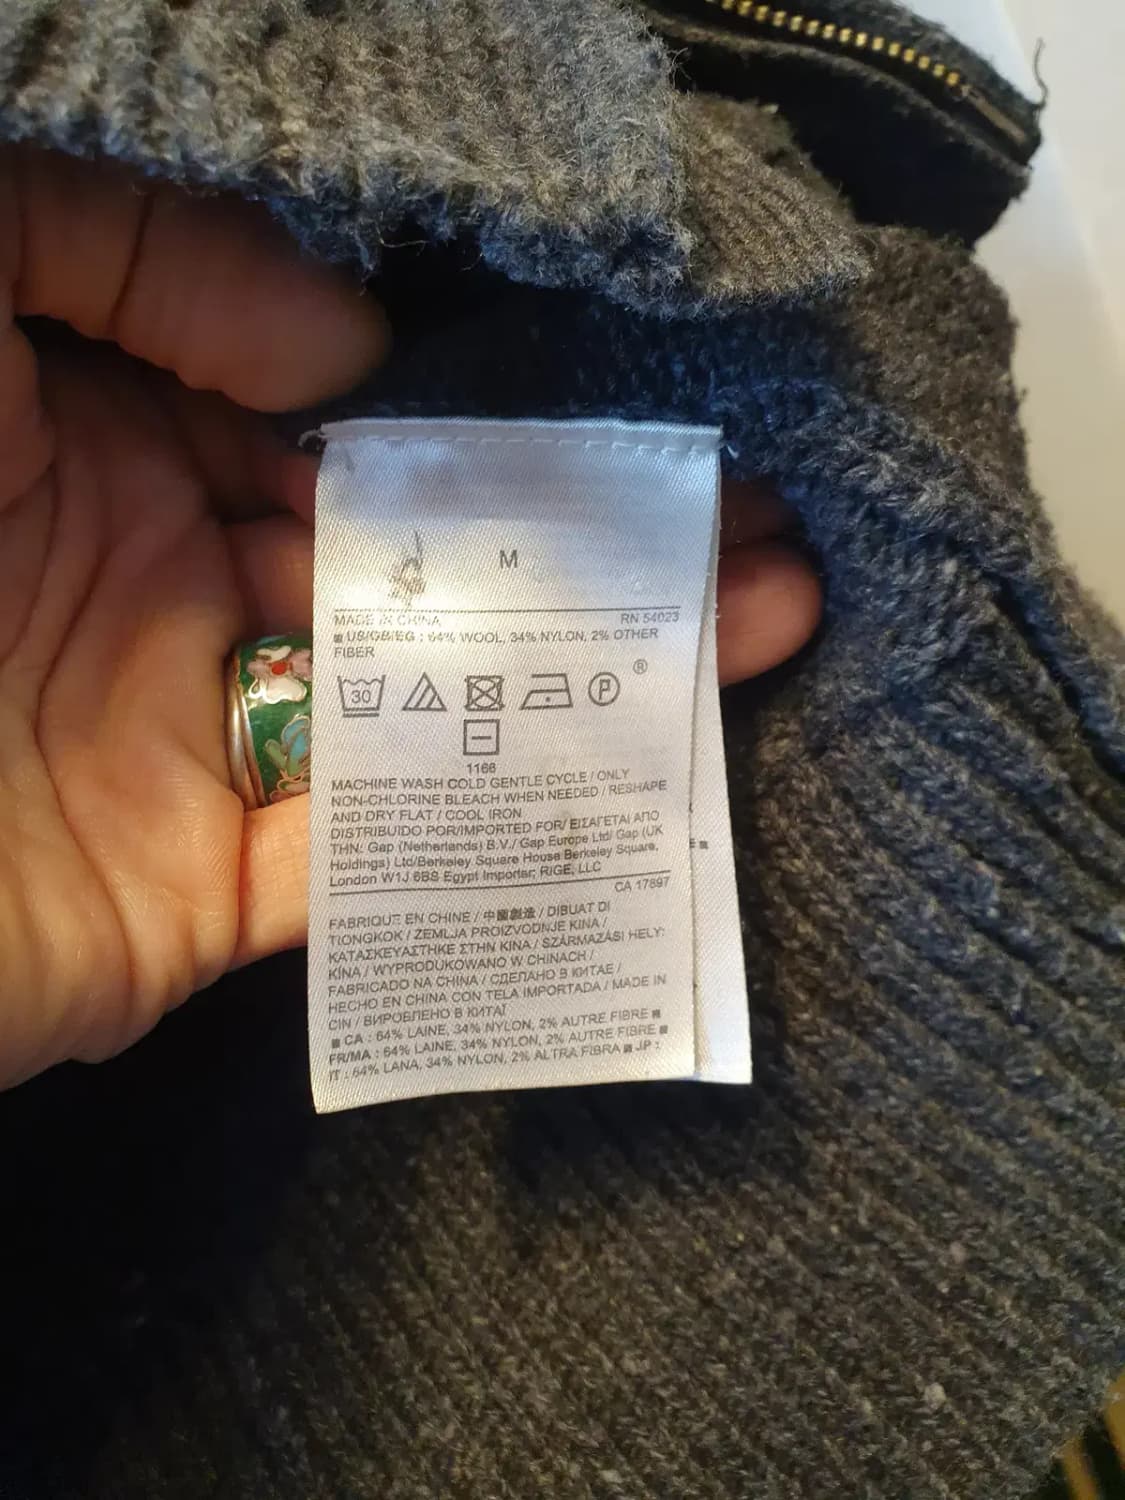 M
MADE IN CHINA RN 54023
■ US/GB/EG : 64% WOOL, 34% NYLON, 2% OTHER
FIBER
30 P ®
1166
MACHINE WASH COLD GENTLE CYCLE / ONLY
NON-CHLORINE BLEACH WHEN NEEDED / RESHAPE
AND DRY FLAT / COOL IRON
DISTRIBUIDO POR/IMPORTED FOR/ ΕΙΣΑΓΕΤΑΙ ΑΠΟ
ΤΗΝ: Gap (Netherlands) B.V./ Gap Europe Ltd/ Gap (UK
Holdings) Ltd/Berkeley Square House Berkeley Square,
London W1J 6BS Egypt Importer, RIGE, LLC
CA 17897
FABRIQUÉ EN CHINE / 中國製造 / DIBUAT DI
TIONGKOK / ZEMLJA PROIZVODNJE KINA /
ΚΑΤΑΣΚΕΥΑΣΤΗΚΕ ΣΤΗΝ ΚΙΝΑ / SZÁRMAZÁSI HELY:
KÍNA / WYPRODUKOWANO W CHINACH /
FABRICADO NA CHINA / СДЕЛАНО В КИТАЕ /
HECHO EN CHINA CON TELA IMPORTADA / MADE IN
CIN / ВИРОБЛЕНО В КИТАЇ
■ CA : 64% LAINE, 34% NYLON, 2% AUTRE FIBRE ■
FR/MA : 64% LAINE, 34% NYLON, 2% AUTRE FIBRE ■
IT : 64% LANA, 34% NYLON, 2% ALTRA FIBRA ■ JP :